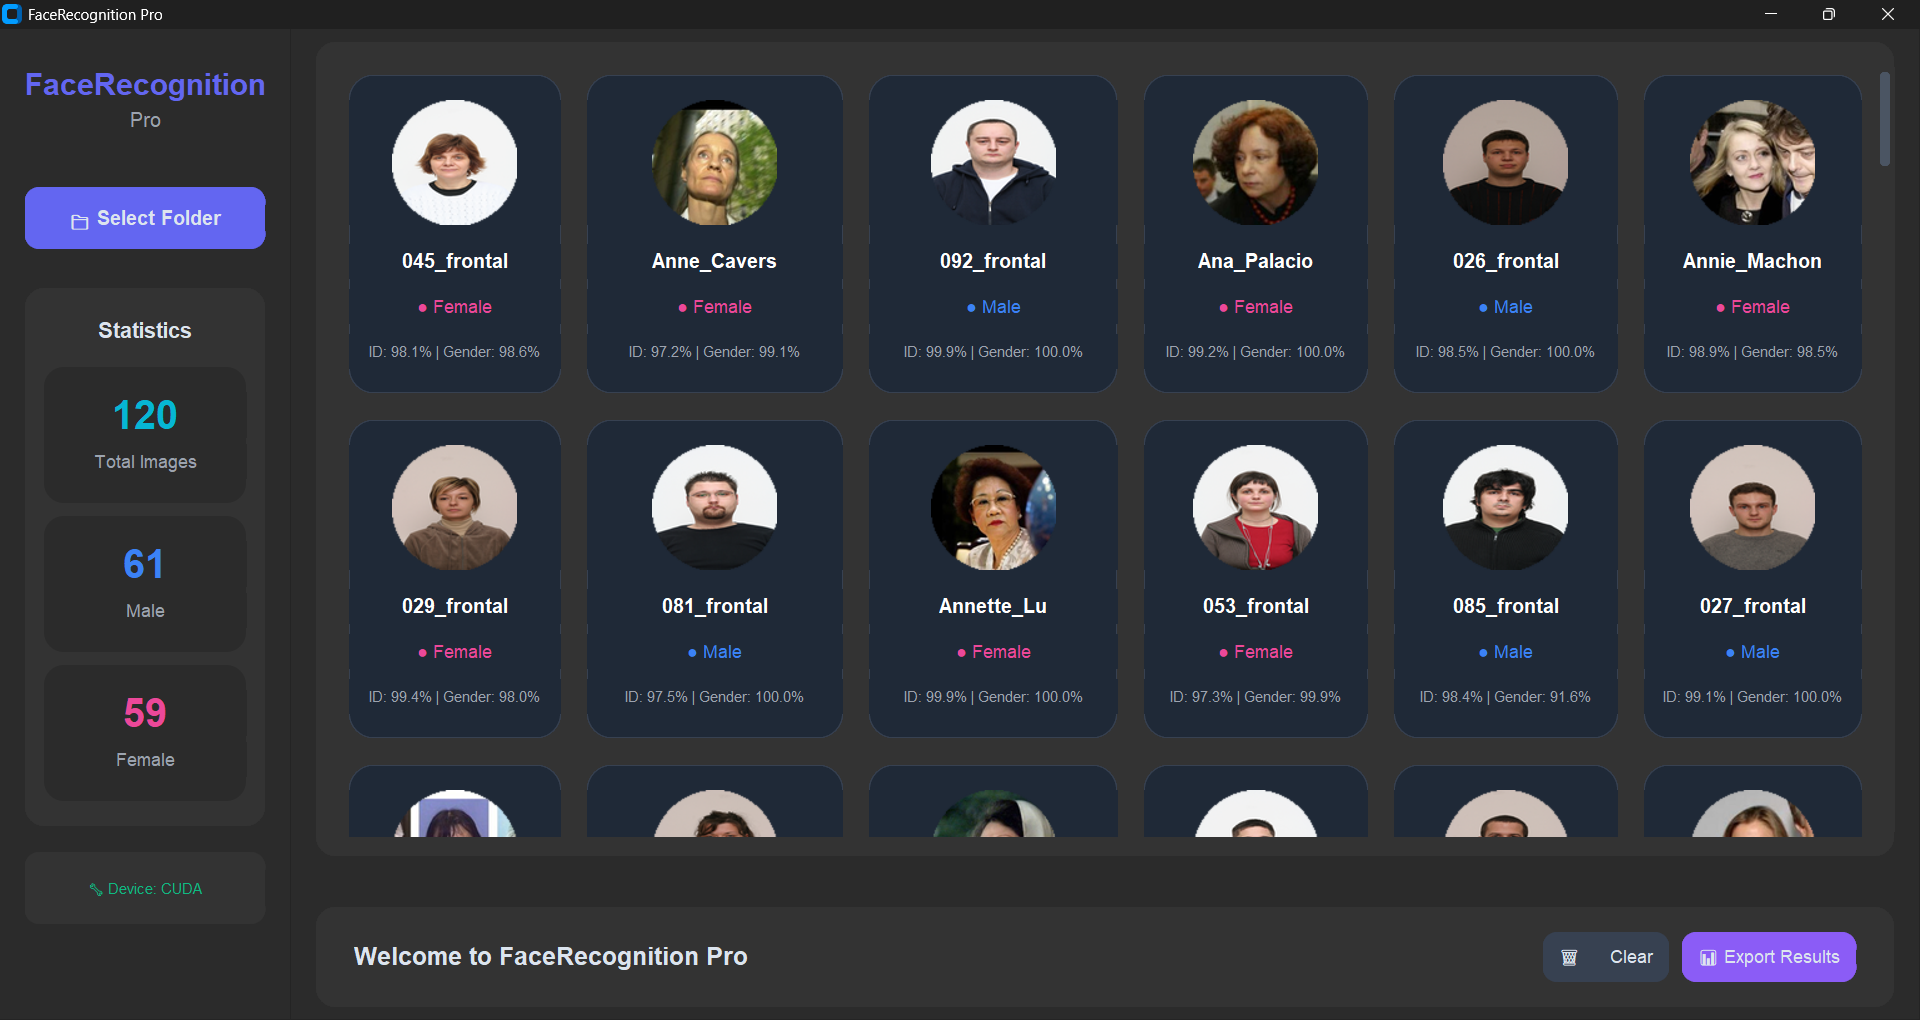 FaceRecognition Pro
FaceRecognition
Pro
Select Folder
Statistics
120
Total Images
61
Male
59
Female
Device: CUDA
045_frontal
● Female
ID: 98.1% | Gender: 98.6%
Anne_Cavers
● Female
ID: 97.2% | Gender: 99.1%
092_frontal
● Male
ID: 99.9% | Gender: 100.0%
Ana_Palacio
● Female
ID: 99.2% | Gender: 100.0%
026_frontal
● Male
ID: 98.5% | Gender: 100.0%
Annie_Machon
● Female
ID: 98.9% | Gender: 98.5%
029_frontal
● Female
ID: 99.4% | Gender: 98.0%
081_frontal
● Male
ID: 97.5% | Gender: 100.0%
Annette_Lu
● Female
ID: 99.9% | Gender: 100.0%
053_frontal
● Female
ID: 97.3% | Gender: 99.9%
085_frontal
● Male
ID: 98.4% | Gender: 91.6%
027_frontal
● Male
ID: 99.1% | Gender: 100.0%
Welcome to FaceRecognition Pro
Clear
Export Results